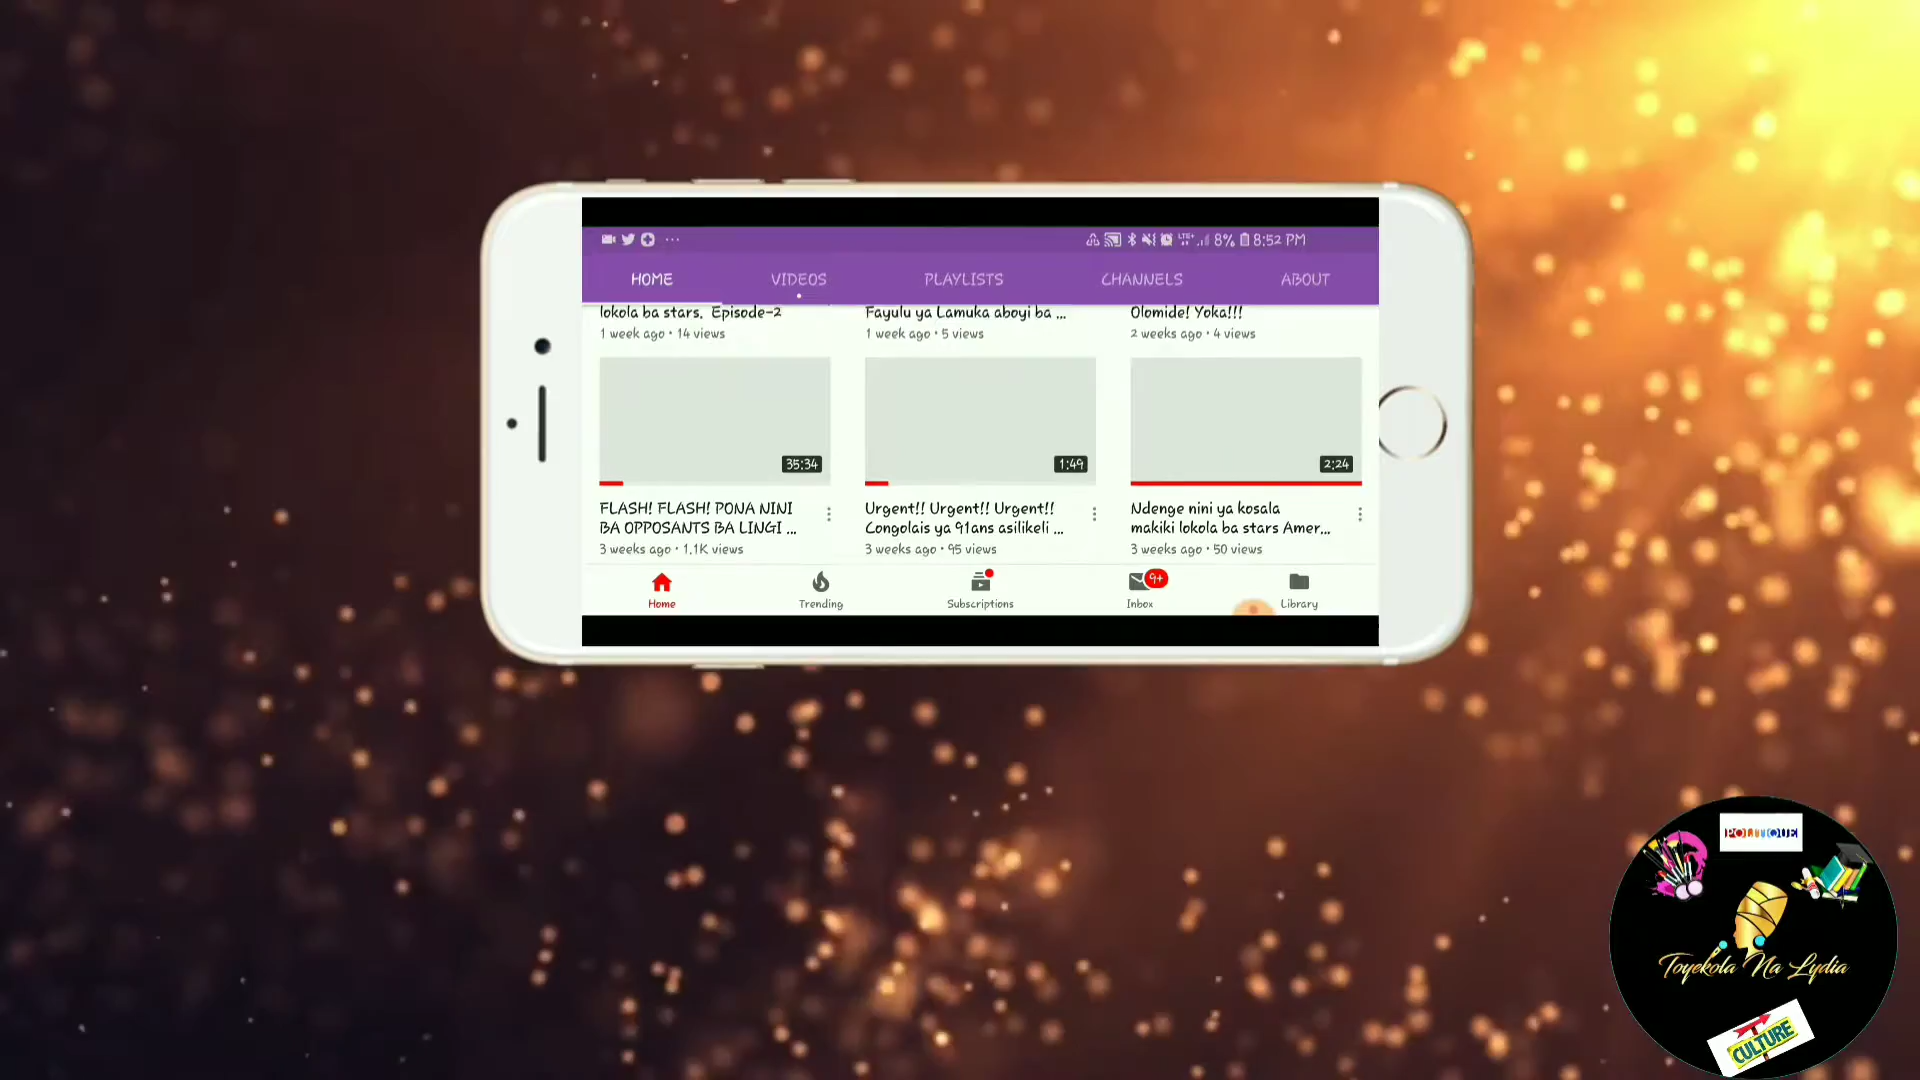 LTE+ 8% 8:52 PM
HOME VIDEOS PLAYLISTS CHANNELS ABOUT
lokola ba stars. Episode-2
1 week ago • 14 views
Fayulu ya Lamuka aboyi ba ...
1 week ago • 5 views
Olomide! Yoka!!!
2 weeks ago • 4 views
35:34
FLASH! FLASH! PONA NINI
BA OPPOSANTS BA LINGI ...
3 weeks ago • 1.1K views
1:49
Urgent!! Urgent!! Urgent!!
Congolais ya 91ans asilikeli ...
3 weeks ago • 95 views
2:24
Ndenge nini ya kosala
makiki lokola ba stars Amer...
3 weeks ago • 50 views
9+
Home Trending Subscriptions Inbox Library
POLITIQUE
Toyekola Na Lydia
CULTURE